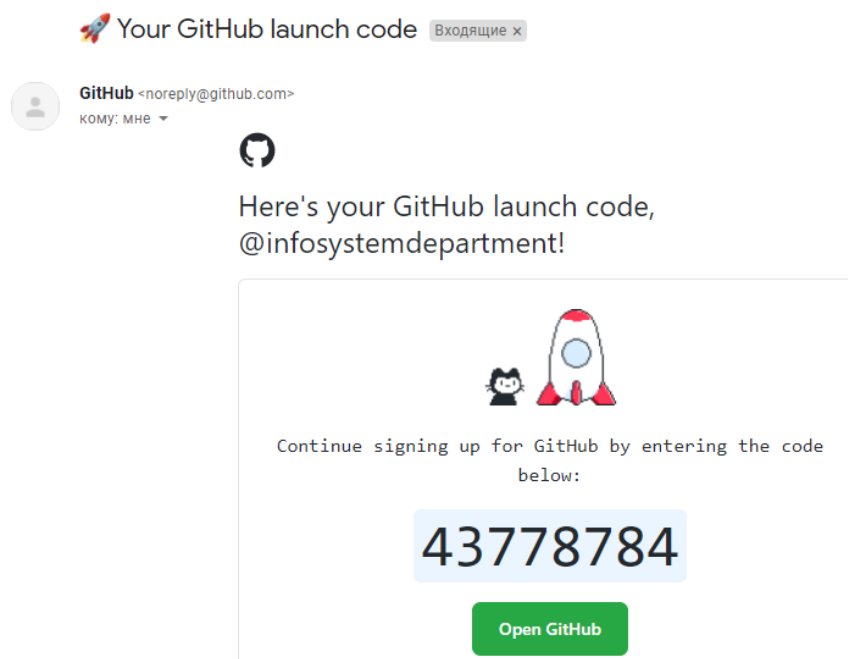 🚀 Your GitHub launch code Входящие ×
GitHub <noreply@github.com>
кому: мне
Here's your GitHub launch code,
@infosystemdepartment!
Continue signing up for GitHub by entering the code
below:
43778784
Open GitHub